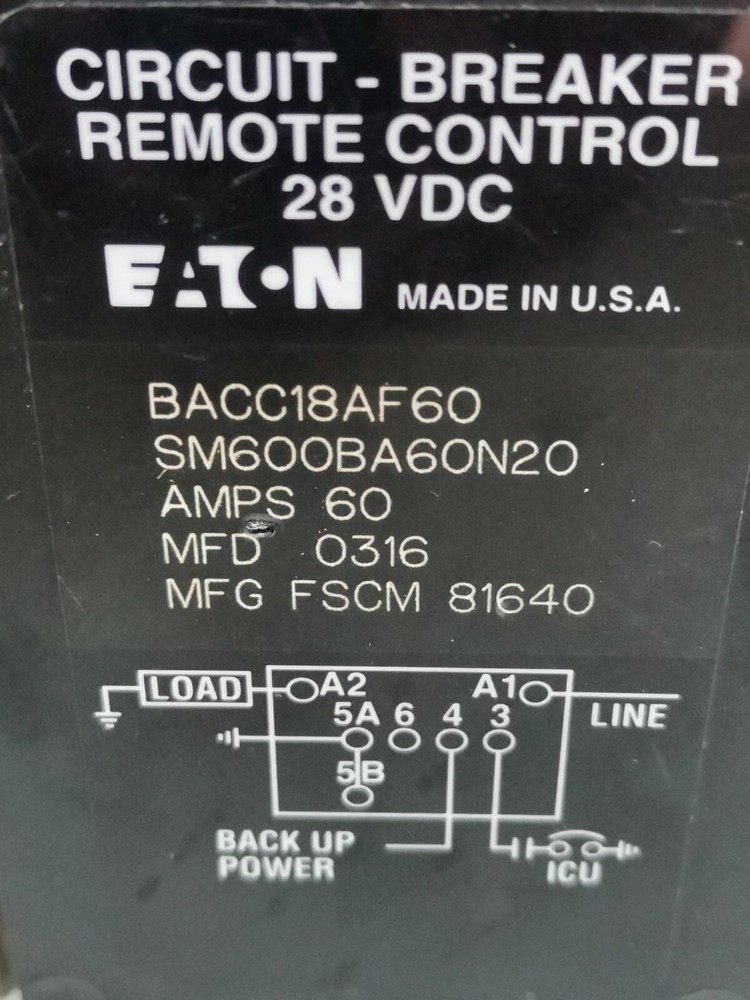 CIRCUIT - BREAKER
REMOTE CONTROL
28 VDC
EATON MADE IN U.S.A.
BACC18AF60
SM600BA60N20
AMPS 60
MFD 0316
MFG FSCM 81640
LOAD A2 A1 LINE
5A 6 4 3
5B
BACK UP
POWER
ICU